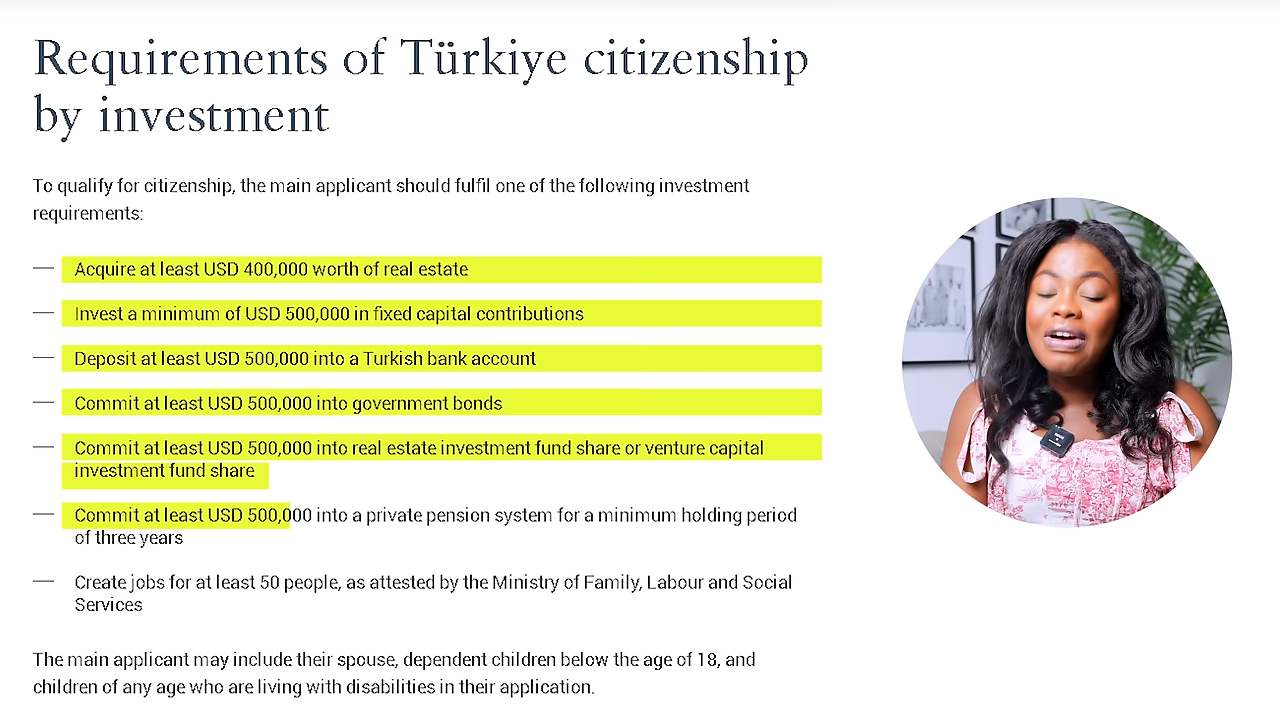 Requirements of Türkiye citizenship
by investment
To qualify for citizenship, the main applicant should fulfil one of the following investment
requirements:
— Acquire at least USD 400,000 worth of real estate
— Invest a minimum of USD 500,000 in fixed capital contributions
— Deposit at least USD 500,000 into a Turkish bank account
— Commit at least USD 500,000 into government bonds
— Commit at least USD 500,000 into real estate investment fund share or venture capital
investment fund share
— Commit at least USD 500,000 into a private pension system for a minimum holding period
of three years
— Create jobs for at least 50 people, as attested by the Ministry of Family, Labour and Social
Services
The main applicant may include their spouse, dependent children below the age of 18, and
children of any age who are living with disabilities in their application.